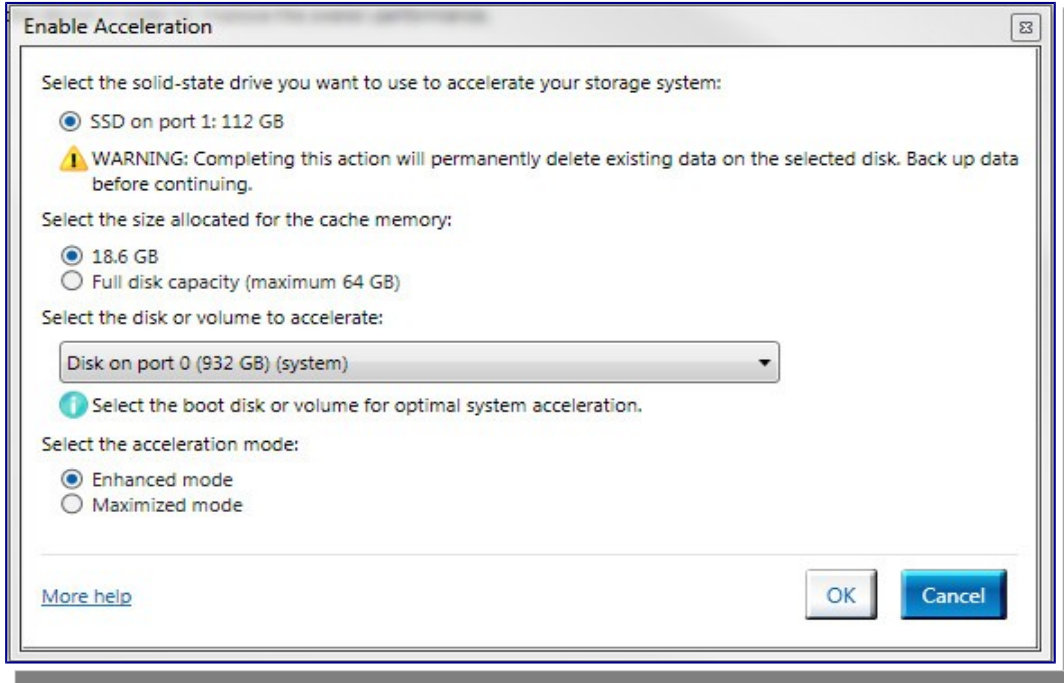 Enable Acceleration
Select the solid-state drive you want to use to accelerate your storage system:
SSD on port 1: 112 GB
WARNING: Completing this action will permanently delete existing data on the selected disk. Back up data
before continuing.
Select the size allocated for the cache memory:
18.6 GB
Full disk capacity (maximum 64 GB)
Select the disk or volume to accelerate:
Disk on port 0 (932 GB) (system)
Select the boot disk or volume for optimal system acceleration.
Select the acceleration mode:
Enhanced mode
Maximized mode
More help
OK
Cancel